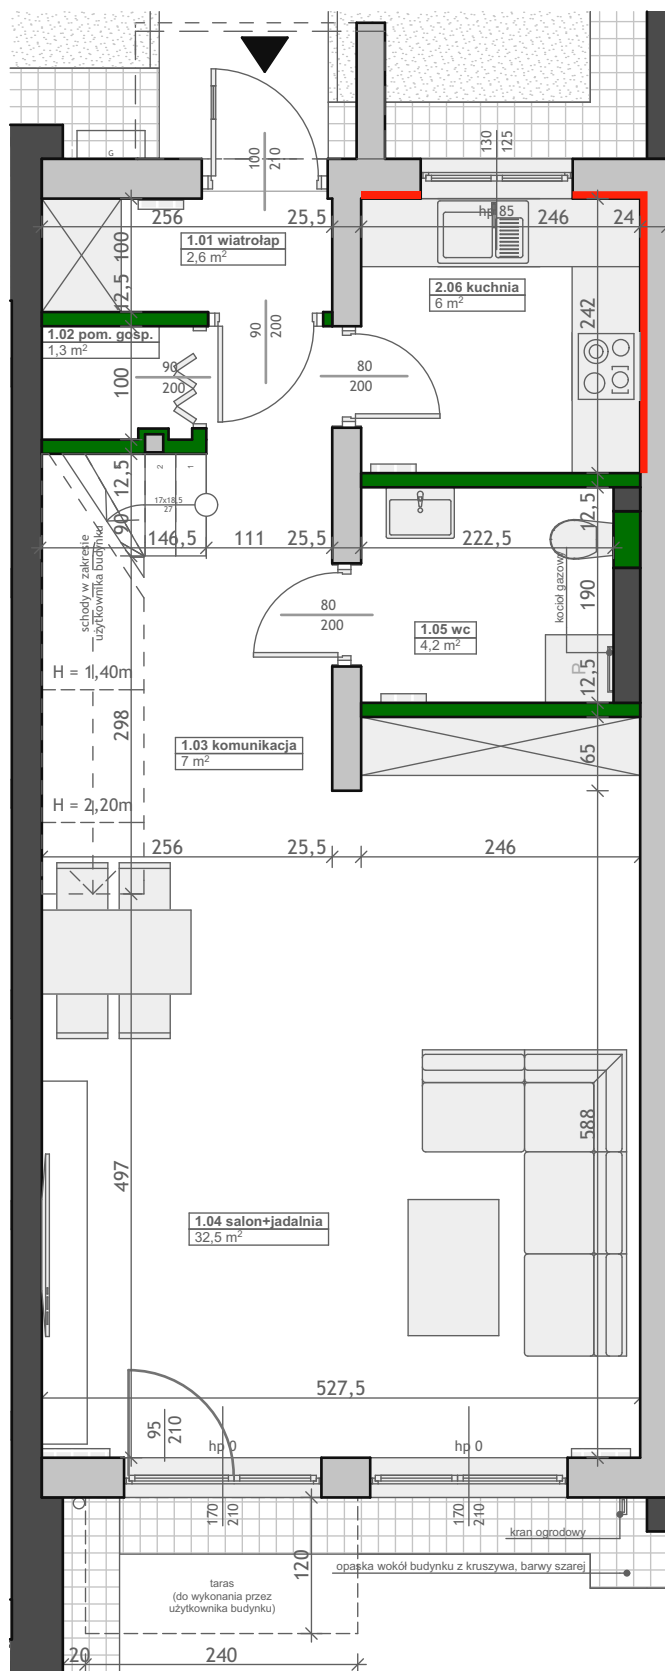 G
100
210
130
125
256
25,5
hp 85
246
24
1.01 wiatrołap
2,6 m²
100
12,5
2.06 kuchnia
6 m²
242
90
200
1.02 pom. gosp.
1,3 m²
90
200
80
200
100
12,5
2
1
17x18,5
27
90
12,5
146,5
111
25,5
222,5
schody w zakresie
użytkownika budynku
kocioł gazowy
190
80
200
1.05 wc
4,2 m²
H = 1,40m
P
12,5
298
1.03 komunikacja
7 m²
65
H = 2,20m
256
25,5
246
588
497
1.04 salon+jadalnia
32,5 m²
527,5
95
210
hp 0
hp 0
170
210
170
210
kran ogrodowy
120
opaska wokół budynku z kruszywa, barwy szarej
taras
(do wykonania przez
użytkownika budynku)
20
240